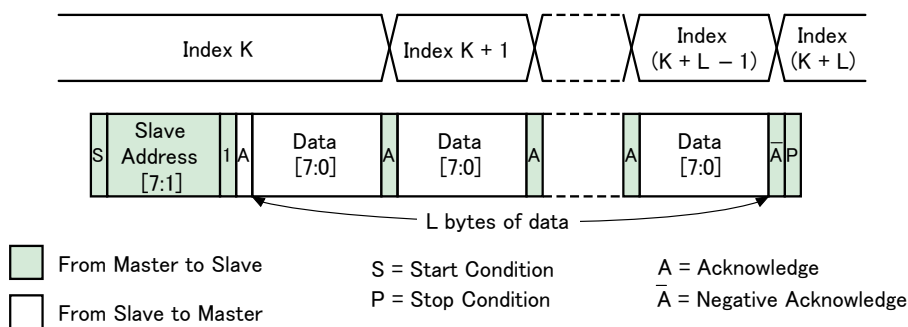 Index K
Index K + 1
Index
(K + L − 1)
Index
(K + L)
S
Slave
Address
[7:1]
1
A
Data
[7:0]
A
Data
[7:0]
A
A
Data
[7:0]
A̅
P
L bytes of data
From Master to Slave
From Slave to Master
S = Start Condition
P = Stop Condition
A = Acknowledge
A̅ = Negative Acknowledge